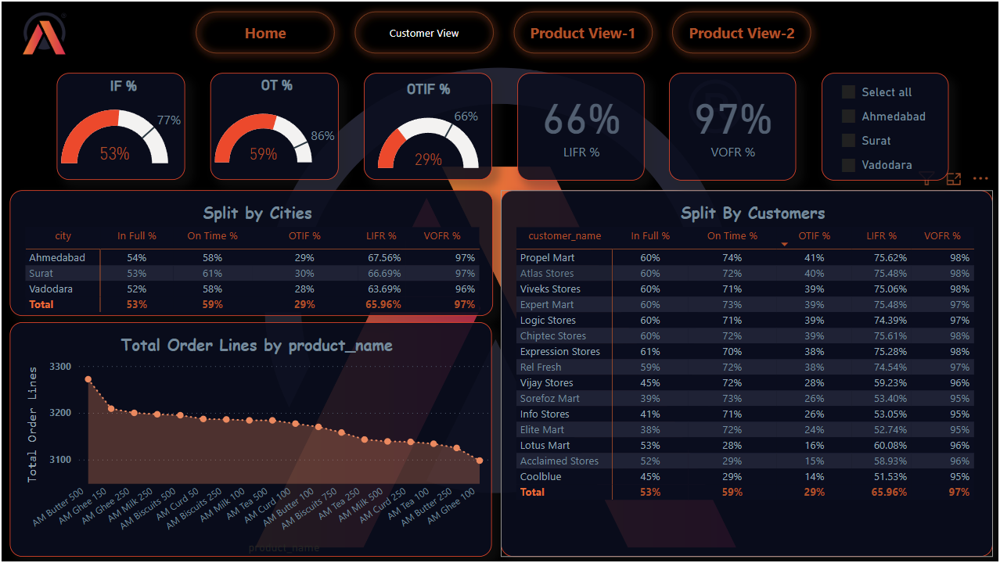 Home
Customer View
Product View-1
Product View-2
IF %
77%
53%
OT %
86%
59%
OTIF %
66%
29%
66%
LIFR %
97%
VOFR %
Select all
Ahmedabad
Surat
Vadodara
Split by Cities
city In Full % On Time % OTIF % LIFR % VOFR %
Ahmedabad 54% 58% 29% 67.56% 97%
Surat 53% 61% 30% 66.69% 97%
Vadodara 52% 58% 28% 63.69% 96%
Total 53% 59% 29% 65.96% 97%
Total Order Lines by product_name
Total Order Lines
3300
3200
3100
AM Butter 500
AM Ghee 150
AM Ghee 250
AM Milk 250
AM Biscuits 500
AM Curd 50
AM Biscuits 250
AM Milk 100
AM Tea 500
AM Curd 100
AM Butter 100
AM Biscuits 750
AM Tea 250
AM Milk 500
AM Curd 250
AM Tea 100
AM Butter 250
AM Ghee 100
product_name
Split By Customers
customer_name In Full % On Time % OTIF % LIFR % VOFR %
Propel Mart 60% 74% 41% 75.62% 98%
Atlas Stores 60% 72% 40% 75.48% 98%
Viveks Stores 60% 71% 39% 75.06% 98%
Expert Mart 60% 73% 39% 75.48% 97%
Logic Stores 60% 71% 39% 74.39% 97%
Chiptec Stores 60% 72% 39% 75.61% 98%
Expression Stores 61% 70% 38% 75.28% 98%
Rel Fresh 59% 72% 38% 74.54% 97%
Vijay Stores 45% 72% 28% 59.23% 96%
Sorefoz Mart 39% 73% 26% 53.40% 95%
Info Stores 41% 71% 26% 53.05% 95%
Elite Mart 38% 72% 24% 52.74% 95%
Lotus Mart 53% 28% 16% 60.08% 96%
Acclaimed Stores 52% 29% 15% 58.93% 96%
Coolblue 45% 29% 14% 51.53% 95%
Total 53% 59% 29% 65.96% 97%